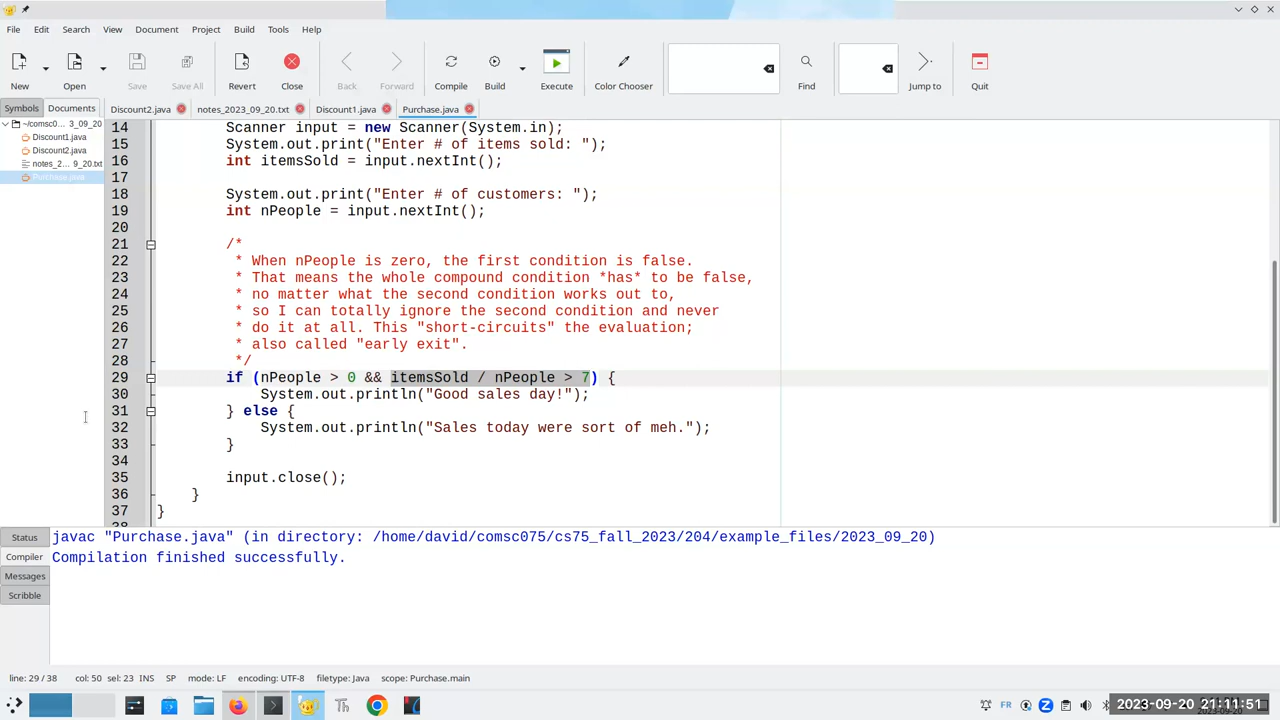 File Edit Search View Document Project Build Tools Help
New Open Save Save All Revert Close Back Forward Compile Build Execute Color Chooser Find Jump to Quit
Symbols Documents Discount2.java notes_2023_09_20.txt Discount1.java Purchase.java
~/comsc0... 3_09_20
Discount1.java
Discount2.java
notes_2... 9_20.txt
Purchase.java
14 Scanner input = new Scanner(System.in);
15 System.out.print("Enter # of items sold: ");
16 int itemsSold = input.nextInt();
17
18 System.out.print("Enter # of customers: ");
19 int nPeople = input.nextInt();
20
21 /*
22 * When nPeople is zero, the first condition is false.
23 * That means the whole compound condition *has* to be false,
24 * no matter what the second condition works out to,
25 * so I can totally ignore the second condition and never
26 * do it at all. This "short-circuits" the evaluation;
27 * also called "early exit".
28 */
29 if (nPeople > 0 && itemsSold / nPeople > 7) {
30 System.out.println("Good sales day!");
31 } else {
32 System.out.println("Sales today were sort of meh.");
33 }
34
35 input.close();
36 }
37 }
Status
Compiler
Messages
Scribble
javac "Purchase.java" (in directory: /home/david/comsc075/cs75_fall_2023/204/example_files/2023_09_20)
Compilation finished successfully.
line: 29 / 38 col: 50 sel: 23 INS SP mode: LF encoding: UTF-8 filetype: Java scope: Purchase.main
Th FR 2023-09-20 21:11:51